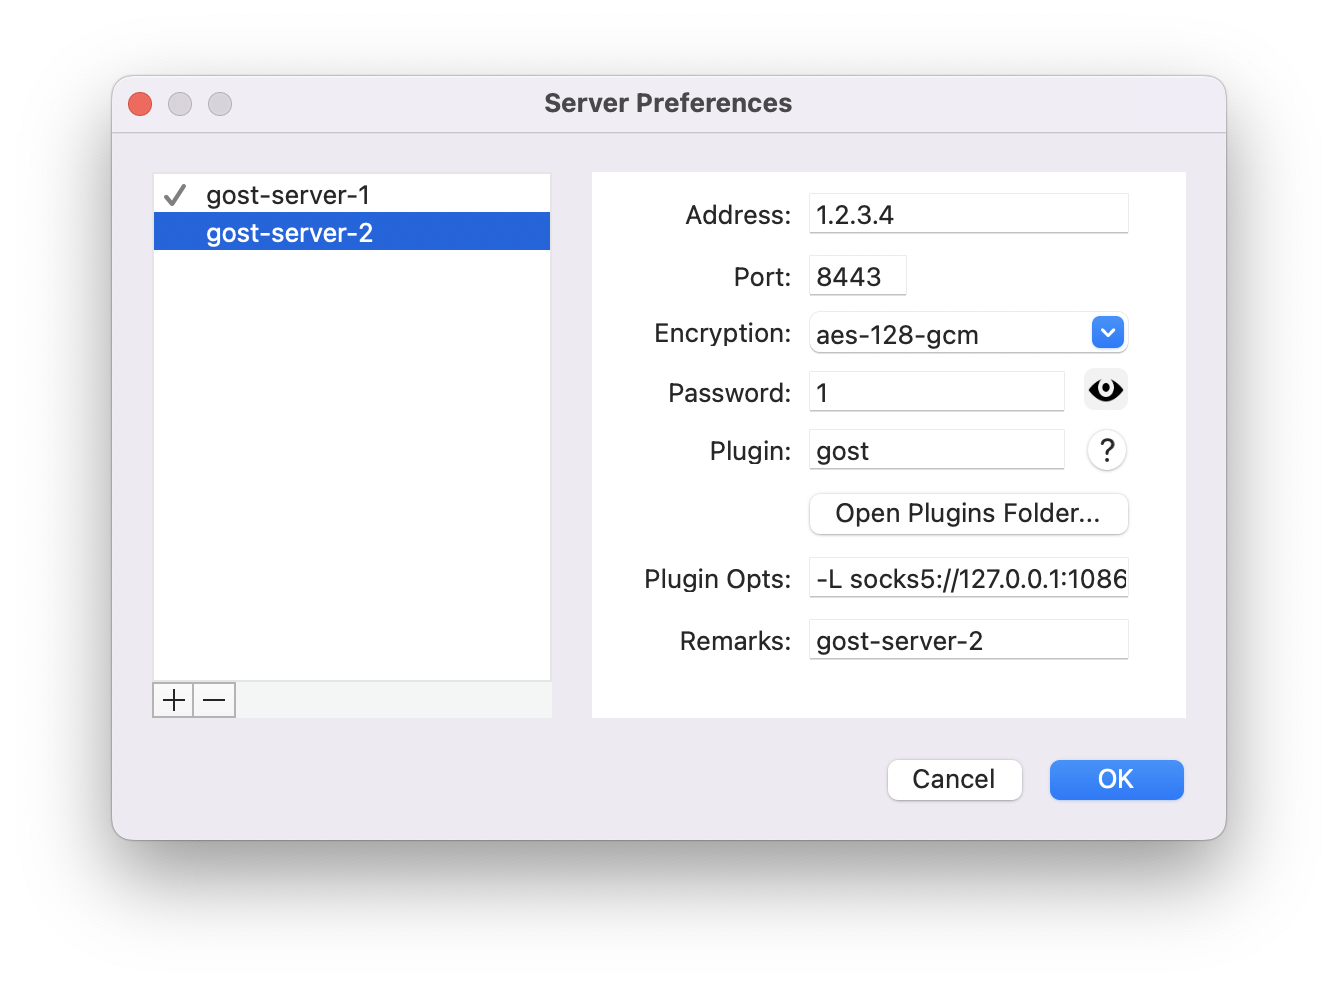 Server Preferences
gost-server-1
gost-server-2
Address: 1.2.3.4
Port: 8443
Encryption: aes-128-gcm
Password: 1
Plugin: gost
?
Open Plugins Folder...
Plugin Opts: -L socks5://127.0.0.1:1086
Remarks: gost-server-2
Cancel
OK